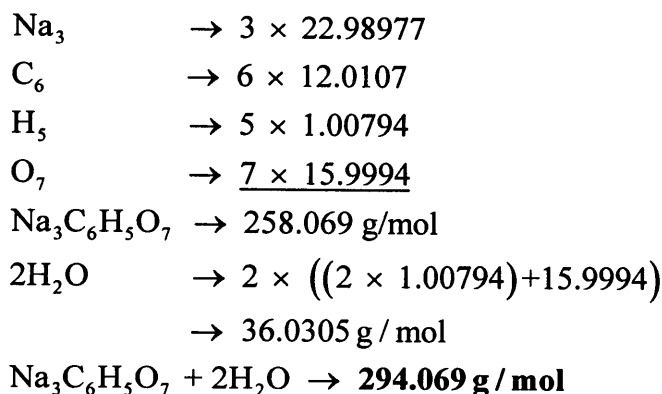 Na₃ → 3 × 22.98977
C₆ → 6 × 12.0107
H₅ → 5 × 1.00794
O₇ → 7 × 15.9994
Na₃C₆H₅O₇ → 258.069 g/mol
2H₂O → 2 × ((2 × 1.00794)+15.9994)
→ 36.0305 g / mol
Na₃C₆H₅O₇ + 2H₂O → 294.069 g / mol